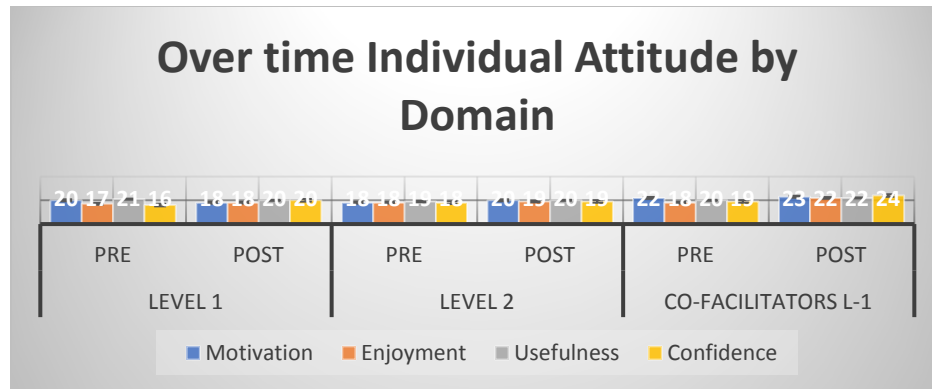 Over time Individual Attitude by
Domain
20 17 21 16 18 18 20 20 18 18 19 18 20 19 20 19 22 18 20 19 23 22 22 24
PRE POST PRE POST PRE POST
LEVEL 1 LEVEL 2 CO-FACILITATORS L-1
Motivation Enjoyment Usefulness Confidence